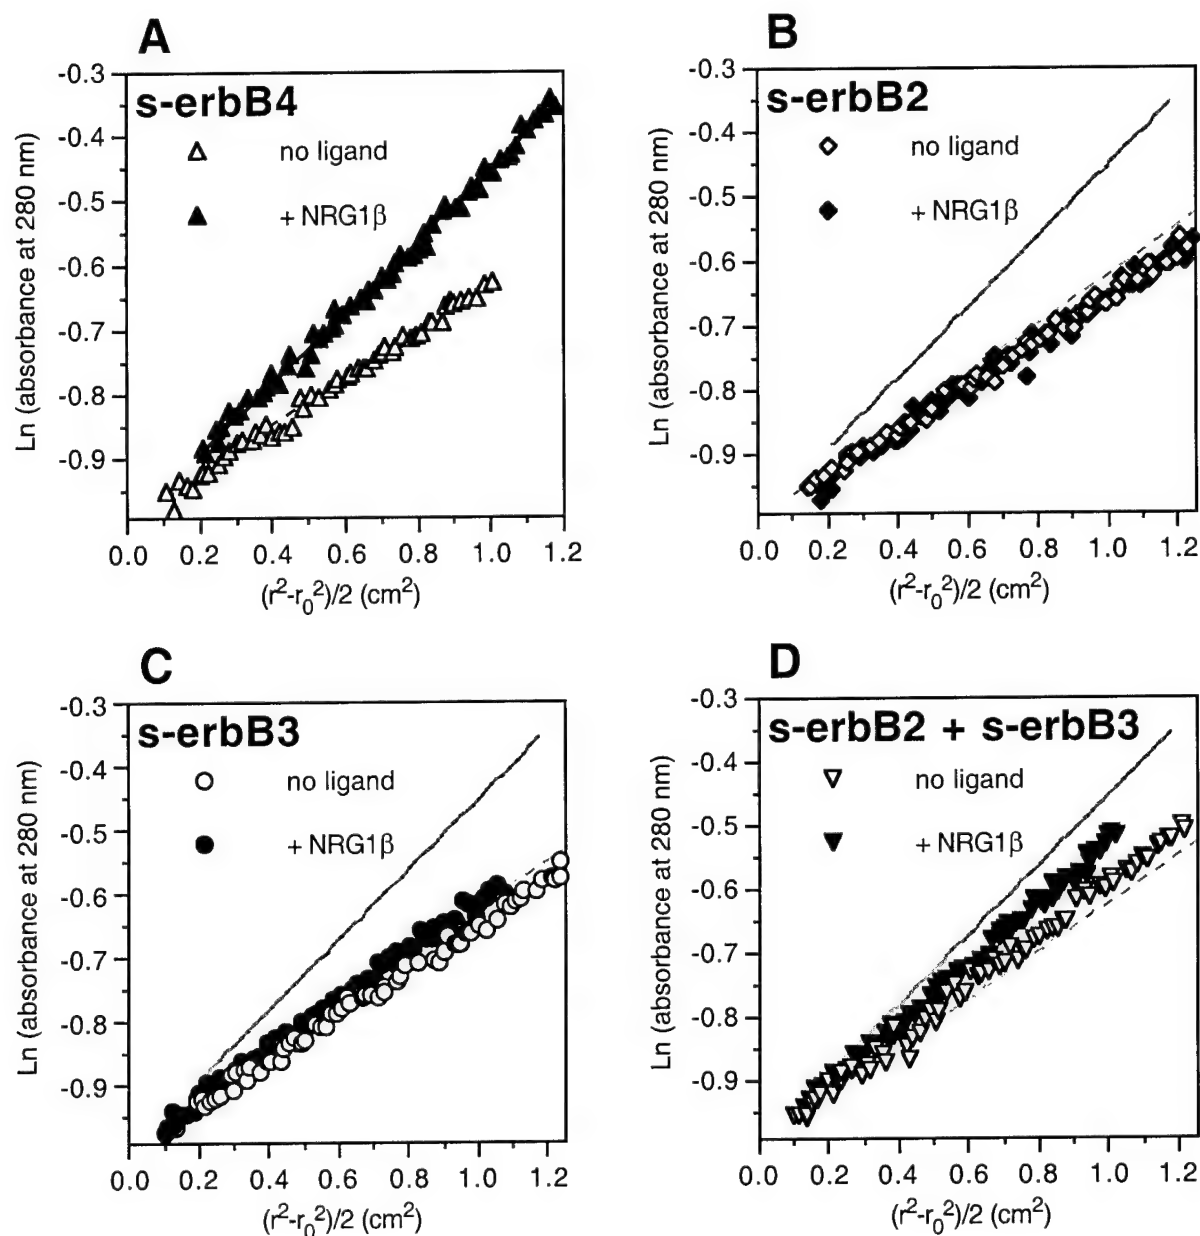 A
s-erbB4
no ligand
+ NRG1β
Ln (absorbance at 280 nm)
-0.3
-0.4
-0.5
-0.6
-0.7
-0.8
-0.9
0.0 0.2 0.4 0.6 0.8 1.0 1.2
(r²-r₀²)/2 (cm²)
B
s-erbB2
no ligand
+ NRG1β
Ln (absorbance at 280 nm)
-0.3
-0.4
-0.5
-0.6
-0.7
-0.8
-0.9
0.0 0.2 0.4 0.6 0.8 1.0 1.2
(r²-r₀²)/2 (cm²)
C
s-erbB3
no ligand
+ NRG1β
Ln (absorbance at 280 nm)
-0.3
-0.4
-0.5
-0.6
-0.7
-0.8
-0.9
0.0 0.2 0.4 0.6 0.8 1.0 1.2
(r²-r₀²)/2 (cm²)
D
s-erbB2 + s-erbB3
no ligand
+ NRG1β
Ln (absorbance at 280 nm)
-0.3
-0.4
-0.5
-0.6
-0.7
-0.8
-0.9
0.0 0.2 0.4 0.6 0.8 1.0 1.2
(r²-r₀²)/2 (cm²)